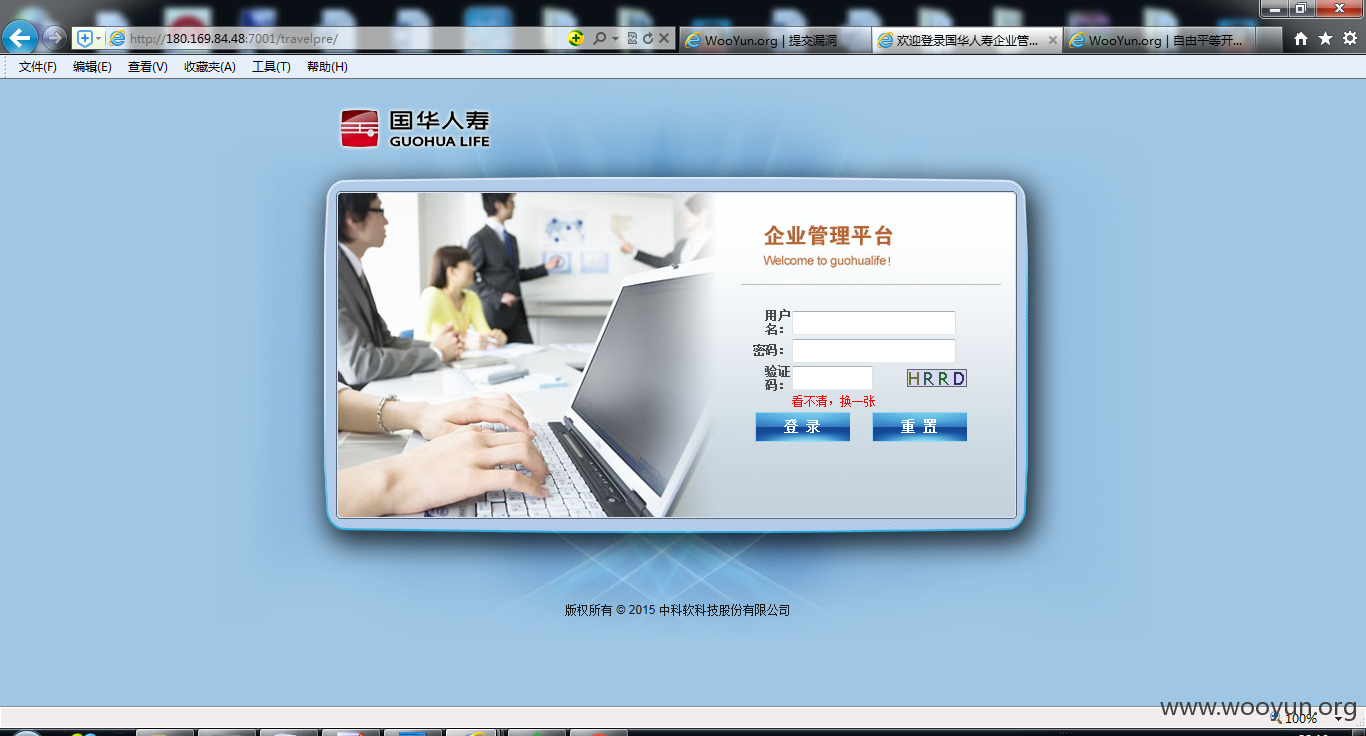 http://180.169.84.48:7001/travelpre/
WooYun.org | 提交漏洞
欢迎登录国华人寿企业管...
WooYun.org | 自由平等开...
文件(F) 编辑(E) 查看(V) 收藏夹(A) 工具(T) 帮助(H)
国华人寿
GUOHUA LIFE
企业管理平台
Welcome to guohualife!
用户
名:
密码:
验证
码:
HRRD
看不清，换一张
登 录 重 置
版权所有 © 2015 中科软科技股份有限公司
www.wooyun.org
100%